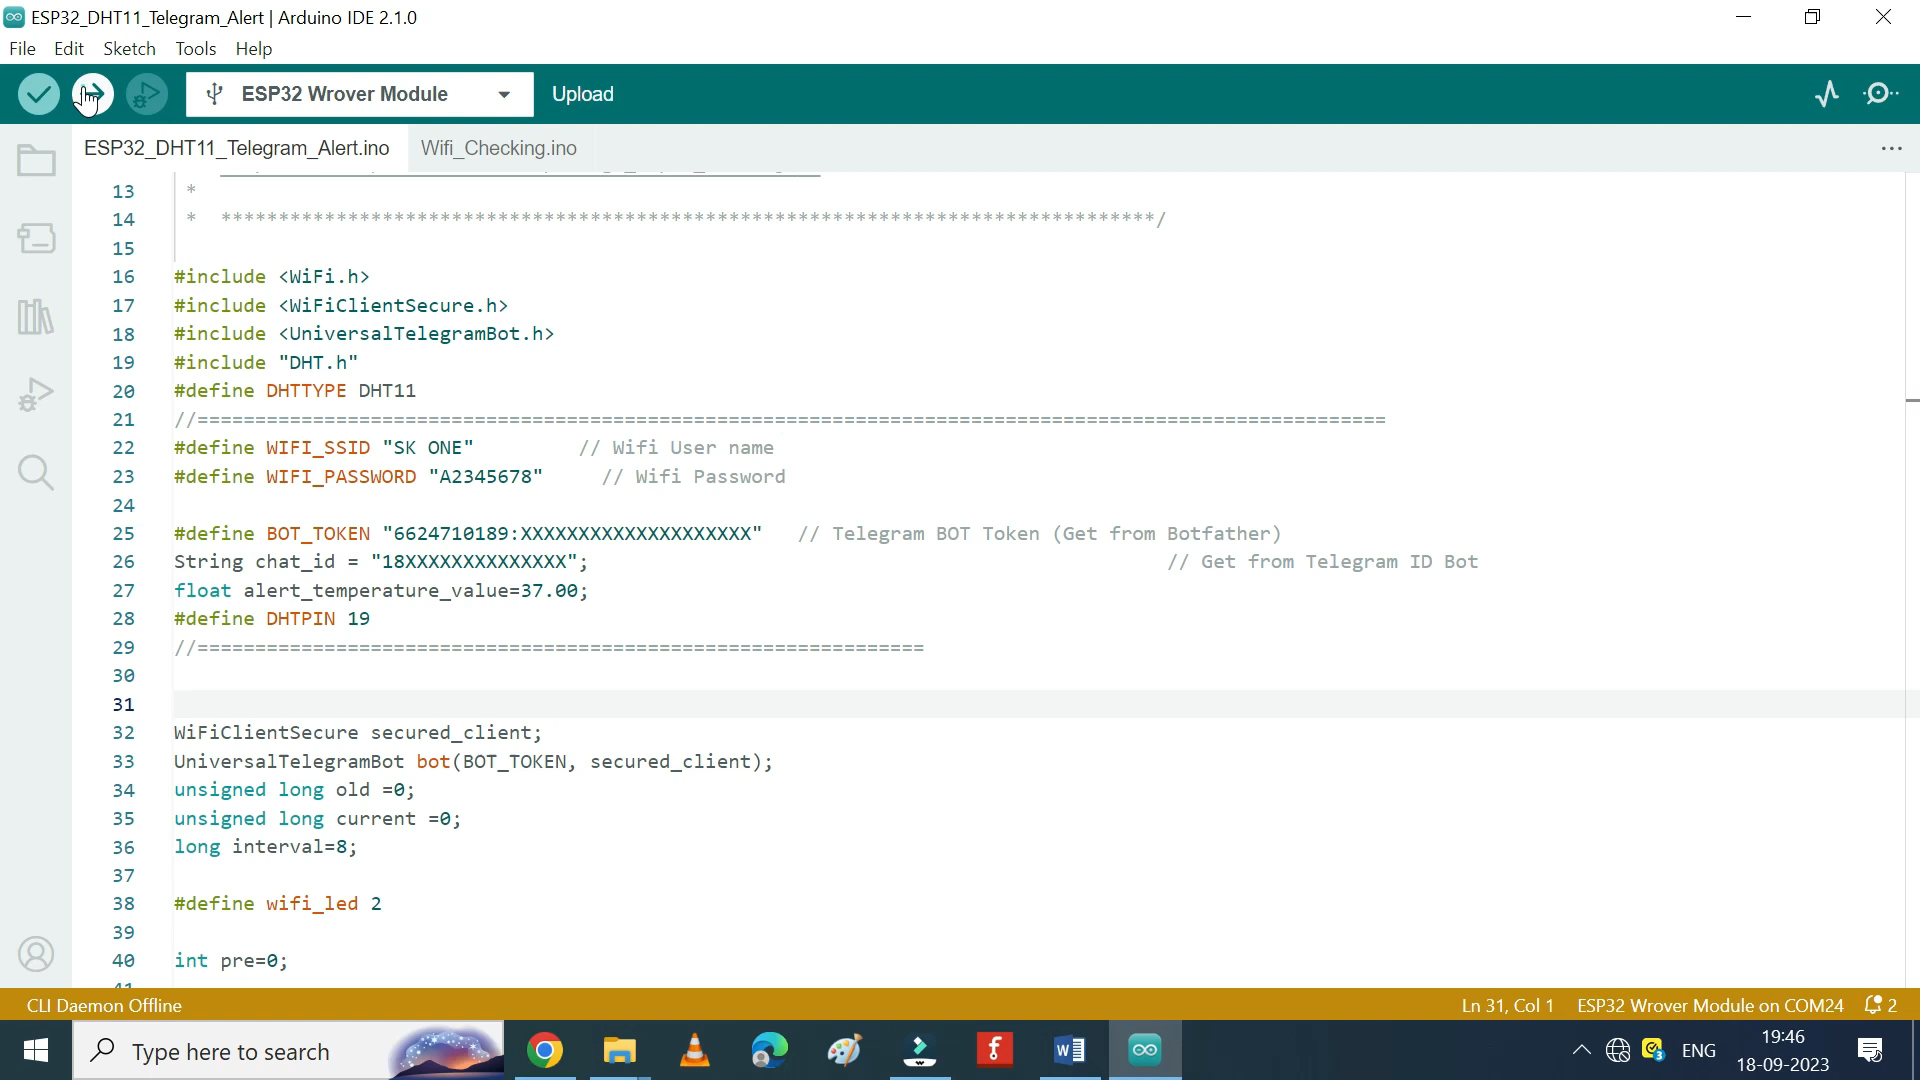 ESP32_DHT11_Telegram_Alert | Arduino IDE 2.1.0
File Edit Sketch Tools Help
ESP32 Wrover Module Upload
ESP32_DHT11_Telegram_Alert.ino Wifi_Checking.ino
13 *
14 * *********************************************************************************/
15
16 #include <WiFi.h>
17 #include <WiFiClientSecure.h>
18 #include <UniversalTelegramBot.h>
19 #include "DHT.h"
20 #define DHTTYPE DHT11
21 //=======================================================================================================
22 #define WIFI_SSID "SK ONE" // Wifi User name
23 #define WIFI_PASSWORD "A2345678" // Wifi Password
24
25 #define BOT_TOKEN "6624710189:XXXXXXXXXXXXXXXXXXXX" // Telegram BOT Token (Get from Botfather)
26 String chat_id = "18XXXXXXXXXXXXXX"; // Get from Telegram ID Bot
27 float alert_temperature_value=37.00;
28 #define DHTPIN 19
29 //===============================================================
30
31
32 WiFiClientSecure secured_client;
33 UniversalTelegramBot bot(BOT_TOKEN, secured_client);
34 unsigned long old =0;
35 unsigned long current =0;
36 long interval=8;
37
38 #define wifi_led 2
39
40 int pre=0;
CLI Daemon Offline Ln 31, Col 1 ESP32 Wrover Module on COM24 2
Type here to search ENG 19:46
18-09-2023